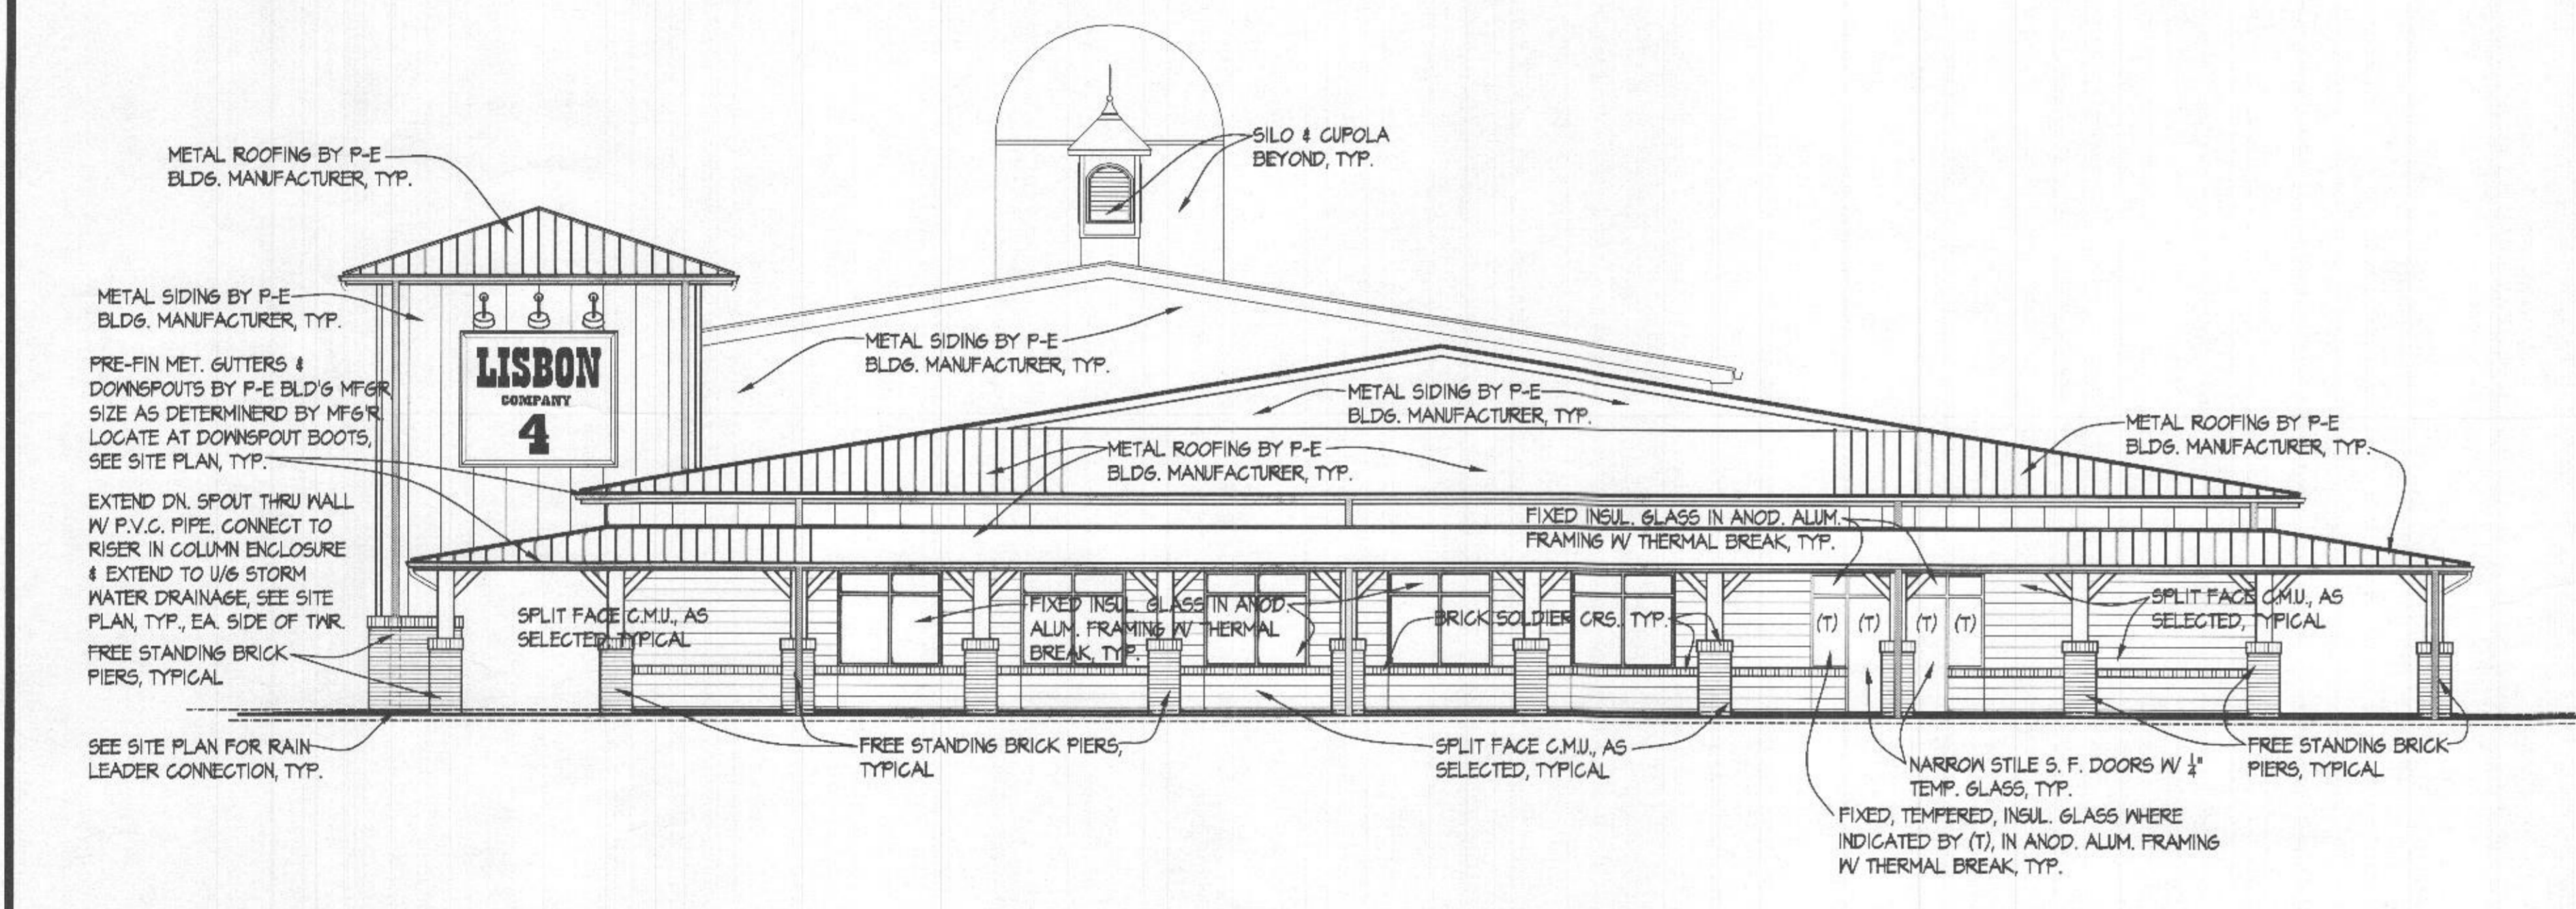 SILO & CUPOLA
BEYOND, TYP.
METAL ROOFING BY P-E
BLDG. MANUFACTURER, TYP.
METAL SIDING BY P-E
BLDG. MANUFACTURER, TYP.
PRE-FIN MET. GUTTERS &
DOWNSPOUTS BY P-E BLD'G MFGR
SIZE AS DETERMINERD BY MFG'R
LOCATE AT DOWNSPOUT BOOTS,
SEE SITE PLAN, TYP.
EXTEND DN. SPOUT THRU WALL
W/ P.V.C. PIPE. CONNECT TO
RISER IN COLUMN ENCLOSURE
& EXTEND TO U/G STORM
WATER DRAINAGE, SEE SITE
PLAN, TYP., EA. SIDE OF TWR.
FREE STANDING BRICK
PIERS, TYPICAL
SEE SITE PLAN FOR RAIN
LEADER CONNECTION, TYP.
LISBON
COMPANY
4
METAL SIDING BY P-E
BLDG. MANUFACTURER, TYP.
METAL SIDING BY P-E
BLDG. MANUFACTURER, TYP.
METAL ROOFING BY P-E
BLDG. MANUFACTURER, TYP.
METAL ROOFING BY P-E
BLDG. MANUFACTURER, TYP.
FIXED INSUL. GLASS IN ANOD. ALUM.
FRAMING W/ THERMAL BREAK, TYP.
SPLIT FACE C.M.U., AS
SELECTED, TYPICAL
FIXED INSUL. GLASS IN ANOD.
ALUM. FRAMING W/ THERMAL
BREAK, TYP.
BRICK SOLDIER CRS. TYP.
(T) (T) (T) (T)
SPLIT FACE C.M.U., AS
SELECTED, TYPICAL
FREE STANDING BRICK PIERS,
TYPICAL
SPLIT FACE C.M.U., AS
SELECTED, TYPICAL
NARROW STILE S. F. DOORS W/ ¼"
TEMP. GLASS, TYP.
FREE STANDING BRICK
PIERS, TYPICAL
FIXED, TEMPERED, INSUL. GLASS WHERE
INDICATED BY (T), IN ANOD. ALUM. FRAMING
W/ THERMAL BREAK, TYP.